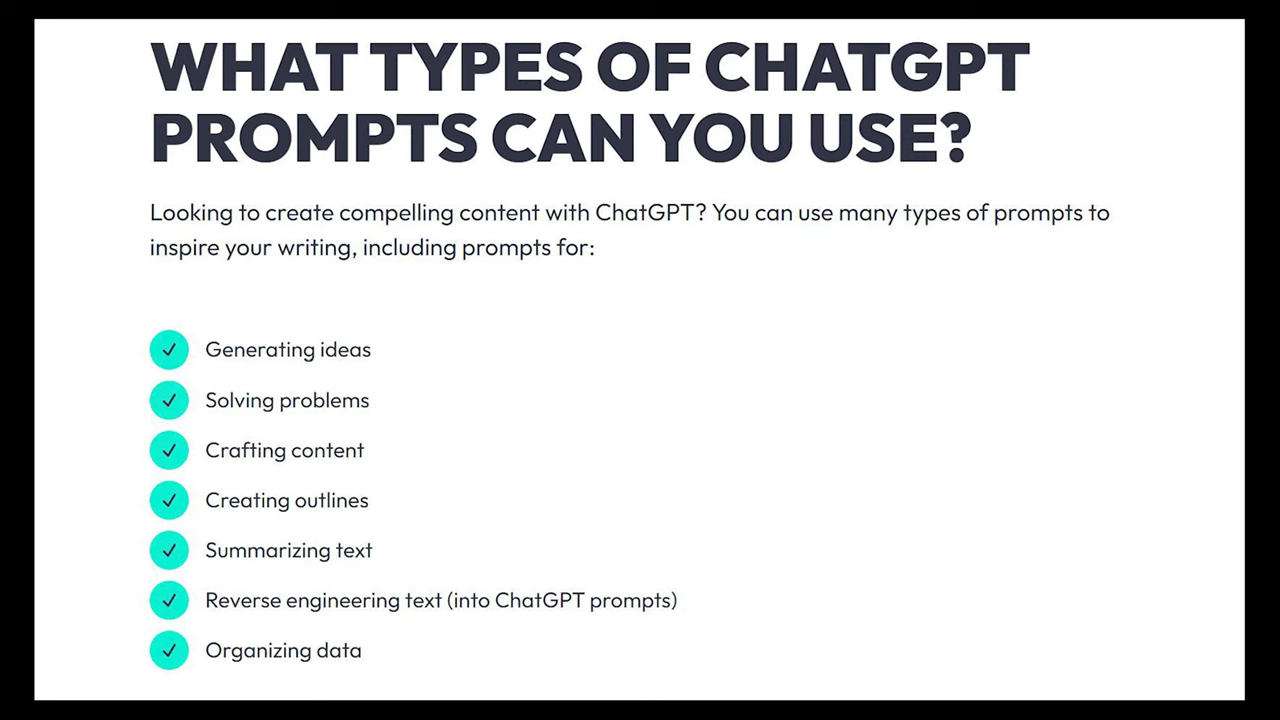 WHAT TYPES OF CHATGPT
PROMPTS CAN YOU USE?
Looking to create compelling content with ChatGPT? You can use many types of prompts to
inspire your writing, including prompts for:
Generating ideas
Solving problems
Crafting content
Creating outlines
Summarizing text
Reverse engineering text (into ChatGPT prompts)
Organizing data